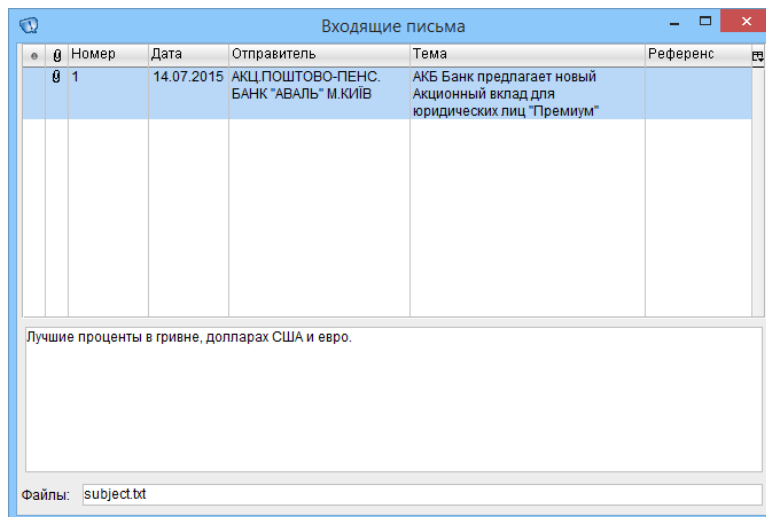 Входящие письма
Номер Дата Отправитель Тема Референс
1 14.07.2015 АКЦ.ПОШТОВО-ПЕНС. АКБ Банк предлагает новый
БАНК "АВАЛЬ" М.КИЇВ Акционный вклад для
юридических лиц "Премиум"
Лучшие проценты в гривне, долларах США и евро.
Файлы: subject.txt